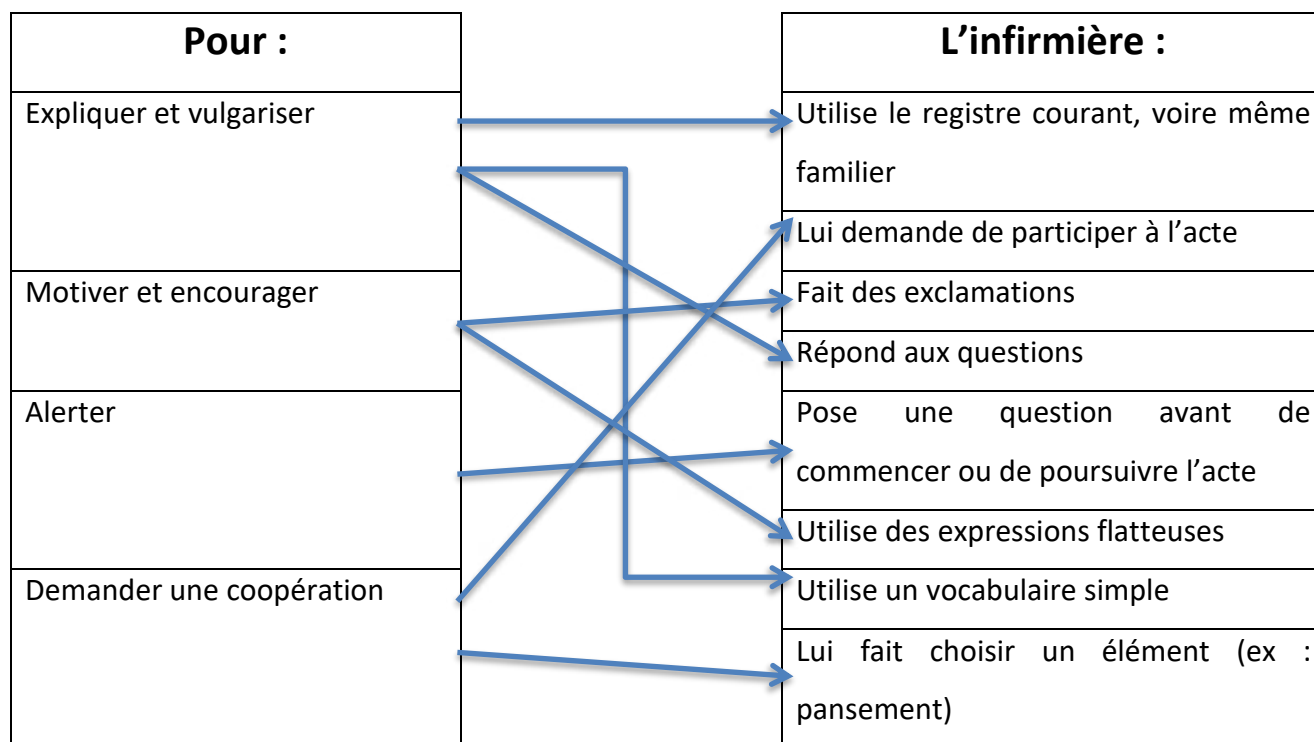 Pour :
Expliquer et vulgariser
Motiver et encourager
Alerter
Demander une coopération
L’infirmière :
Utilise le registre courant, voire même
familier
Lui demande de participer à l’acte
Fait des exclamations
Répond aux questions
Pose une question avant de
commencer ou de poursuivre l’acte
Utilise des expressions flatteuses
Utilise un vocabulaire simple
Lui fait choisir un élément (ex :
pansement)